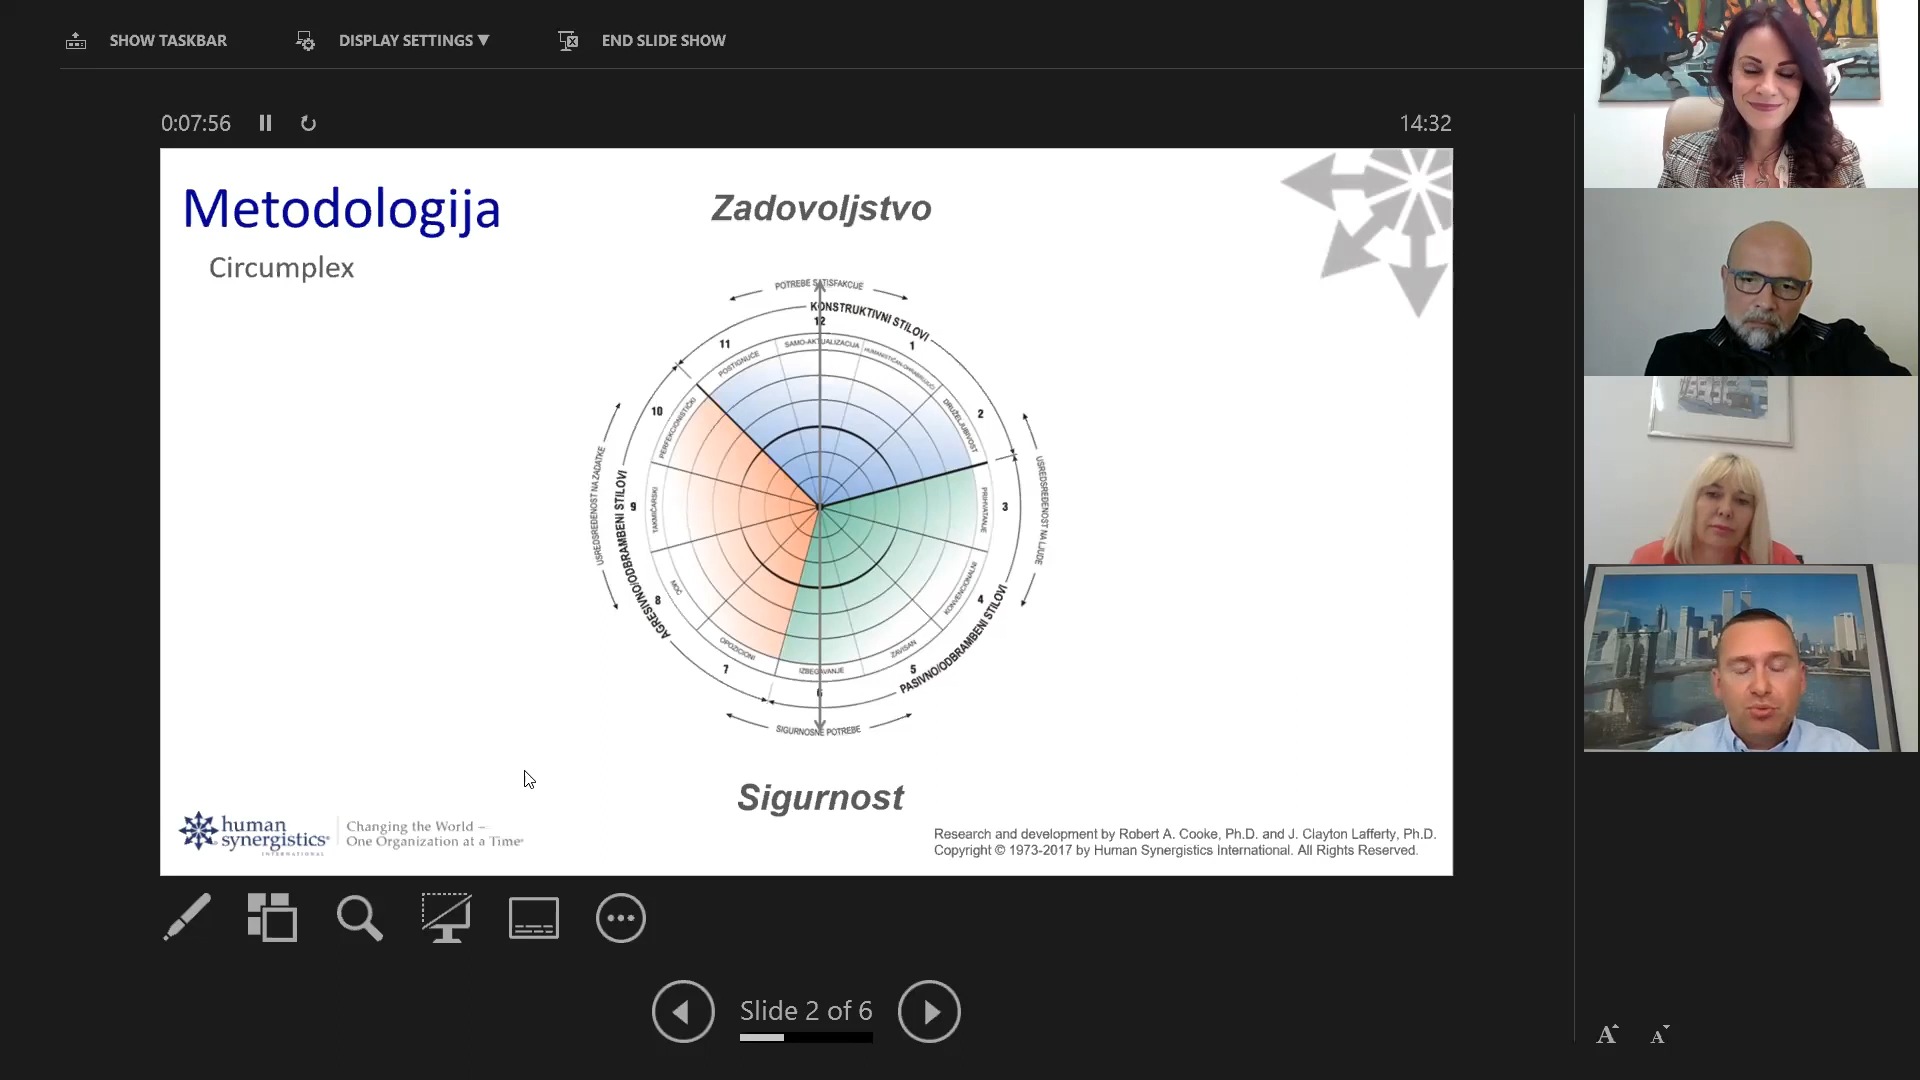 SHOW TASKBAR
DISPLAY SETTINGS ▼
END SLIDE SHOW
0:07:56
14:32
Metodologija
Circumplex
Zadovoljstvo
POTREBE SATISFAKCIJE
KONSTRUKTIVNI STILOVI
12
11
1
SAMO-AKTUALIZACIJA
POSTIGNUĆE
HUMANISTIČAN-OHRABRUJUĆI
10
2
PERFEKCIONISTIČKI
DRUŽELJUBIVOST
USREDSREĐENOST NA ZADATKE
USREDSREĐENOST NA LJUDE
AGRESIVNO/ODBRAMBENI STILOVI
9
TAKMIČARSKI
PRIHVATANJE
3
8
MOĆ
KONVENCIONALNI
4
PASIVNO/ODBRAMBENI STILOVI
OPOZICIONI
ZAVISAN
7
IZBEGAVANJE
5
6
SIGURNOSNE POTREBE
Sigurnost
human
synergistics®
INTERNATIONAL
Changing the World –
One Organization at a Time®
Research and development by Robert A. Cooke, Ph.D. and J. Clayton Lafferty, Ph.D.
Copyright © 1973-2017 by Human Synergistics International. All Rights Reserved.
Slide 2 of 6
A A